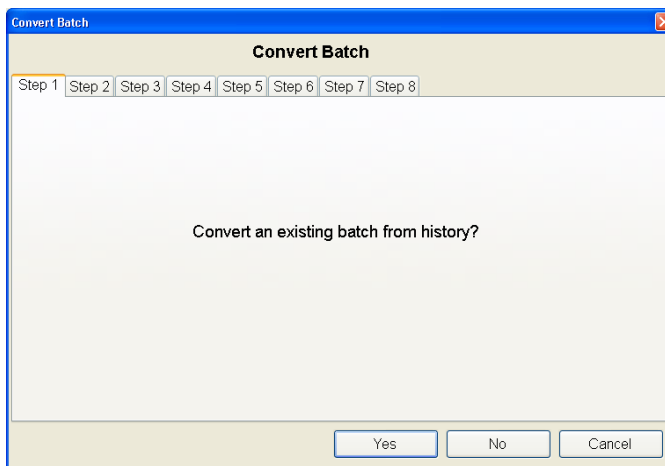 Convert Batch
Convert Batch
Step 1 Step 2 Step 3 Step 4 Step 5 Step 6 Step 7 Step 8
Convert an existing batch from history?
Yes No Cancel